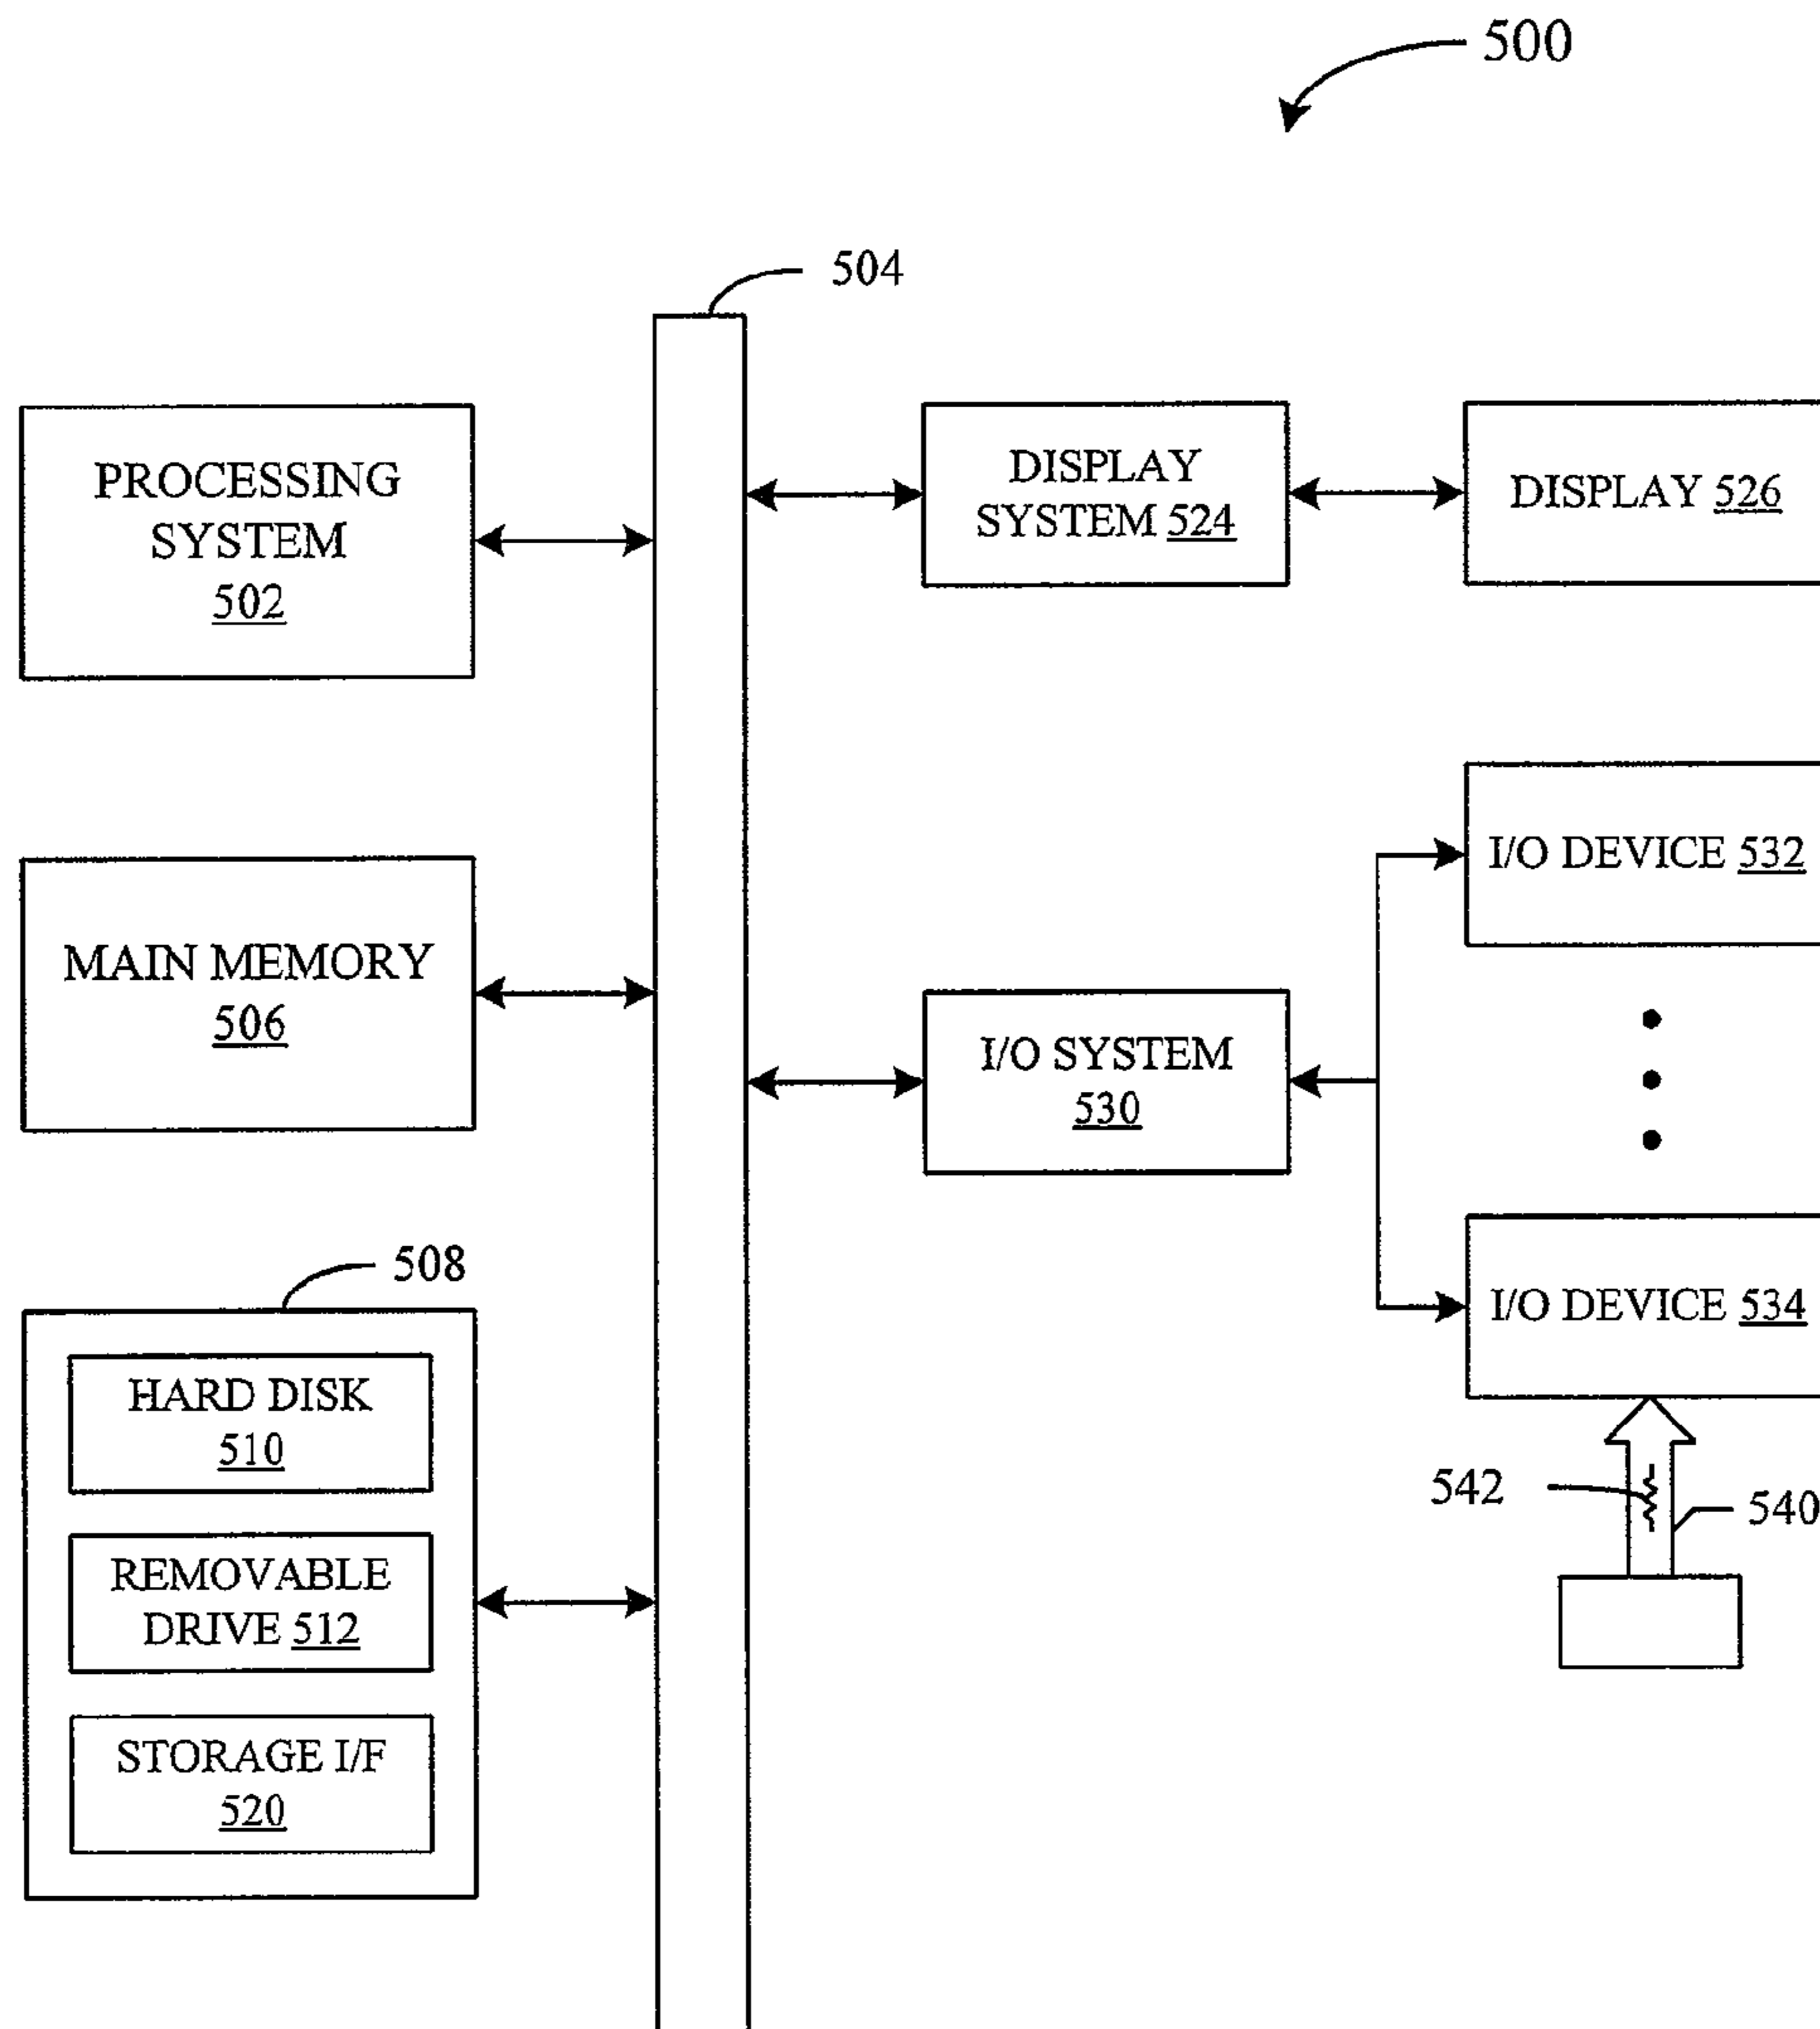 500
504
PROCESSING
SYSTEM
502
DISPLAY
SYSTEM 524
DISPLAY 526
MAIN MEMORY
506
I/O DEVICE 532
I/O SYSTEM
530
I/O DEVICE 534
508
HARD DISK
510
REMOVABLE
DRIVE 512
STORAGE I/F
520
542
540